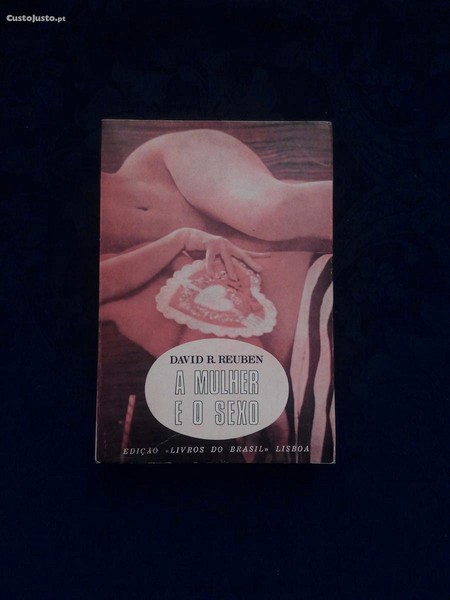 CustoJusto.pt
DAVID R. REUBEN
A MULHER
E O SEXO
EDIÇÃO «LIVROS DO BRASIL» LISBOA